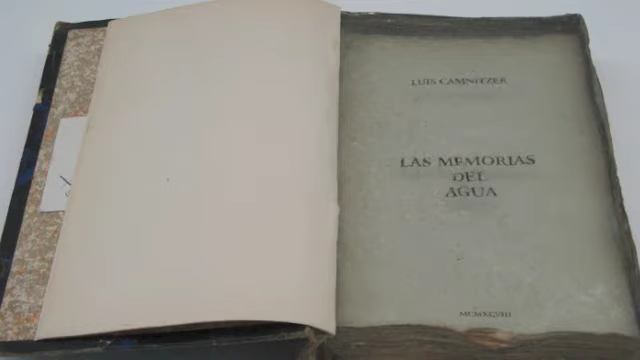 LUIS CAMNITZER
LAS MEMORIAS
DEL
AGUA
MCMXCVIII